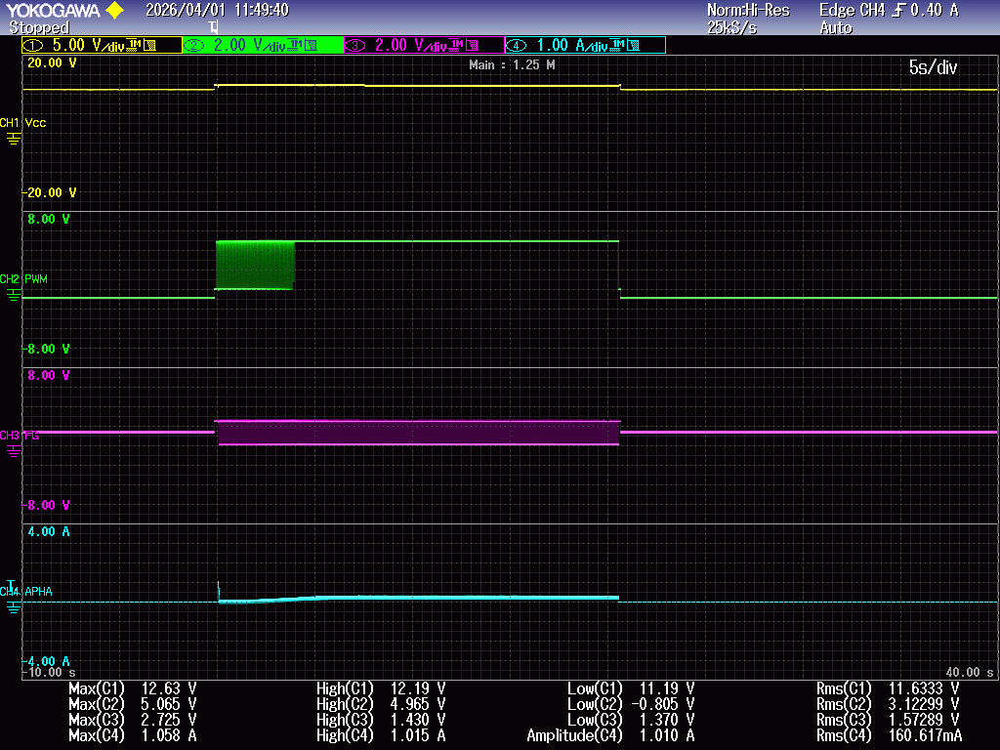 YOKOGAWA 2026/04/01 11:49:40 Norm:Hi-Res Edge CH4 0.40 A
Stopped 25kS/s Auto
1 5.00 V/div 1M 2 2.00 V/div 1M 3 2.00 V/div 1M 4 1.00 A/div 1M
20.00 V Main : 1.25 M 5s/div
CH1 Vcc
-20.00 V
8.00 V
CH2 PWM
-8.00 V
8.00 V
CH3 FG
-8.00 V
4.00 A
CH4 APHA
-4.00 A
-10.00 s 40.00 s
Max(C1) 12.63 V High(C1) 12.19 V Low(C1) 11.19 V Rms(C1) 11.6333 V
Max(C2) 5.065 V High(C2) 4.965 V Low(C2) -0.805 V Rms(C2) 3.12299 V
Max(C3) 2.725 V High(C3) 1.430 V Low(C3) 1.370 V Rms(C3) 1.57289 V
Max(C4) 1.058 A High(C4) 1.015 A Amplitude(C4) 1.010 A Rms(C4) 160.617mA